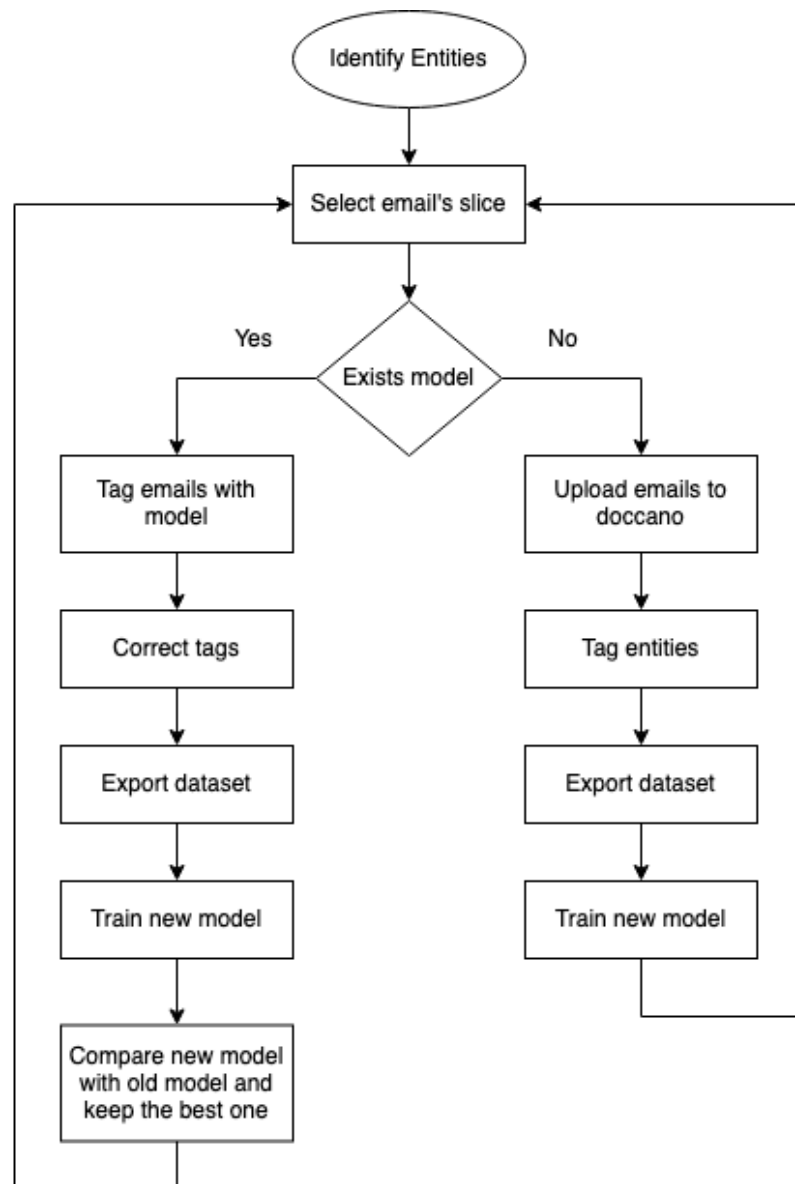 Identify Entities
Select email's slice
Yes
No
Exists model
Tag emails with
model
Upload emails to
doccano
Correct tags
Tag entities
Export dataset
Export dataset
Train new model
Train new model
Compare new model
with old model and
keep the best one